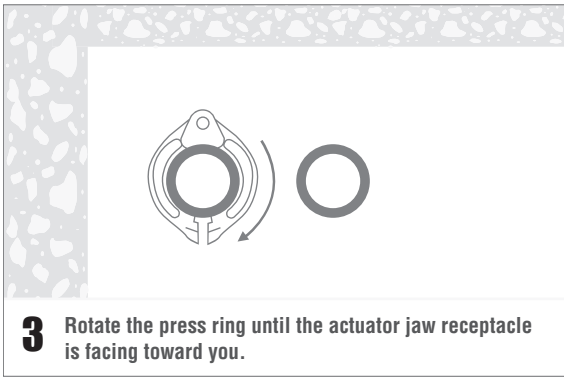 3 Rotate the press ring until the actuator jaw receptacle
is facing toward you.